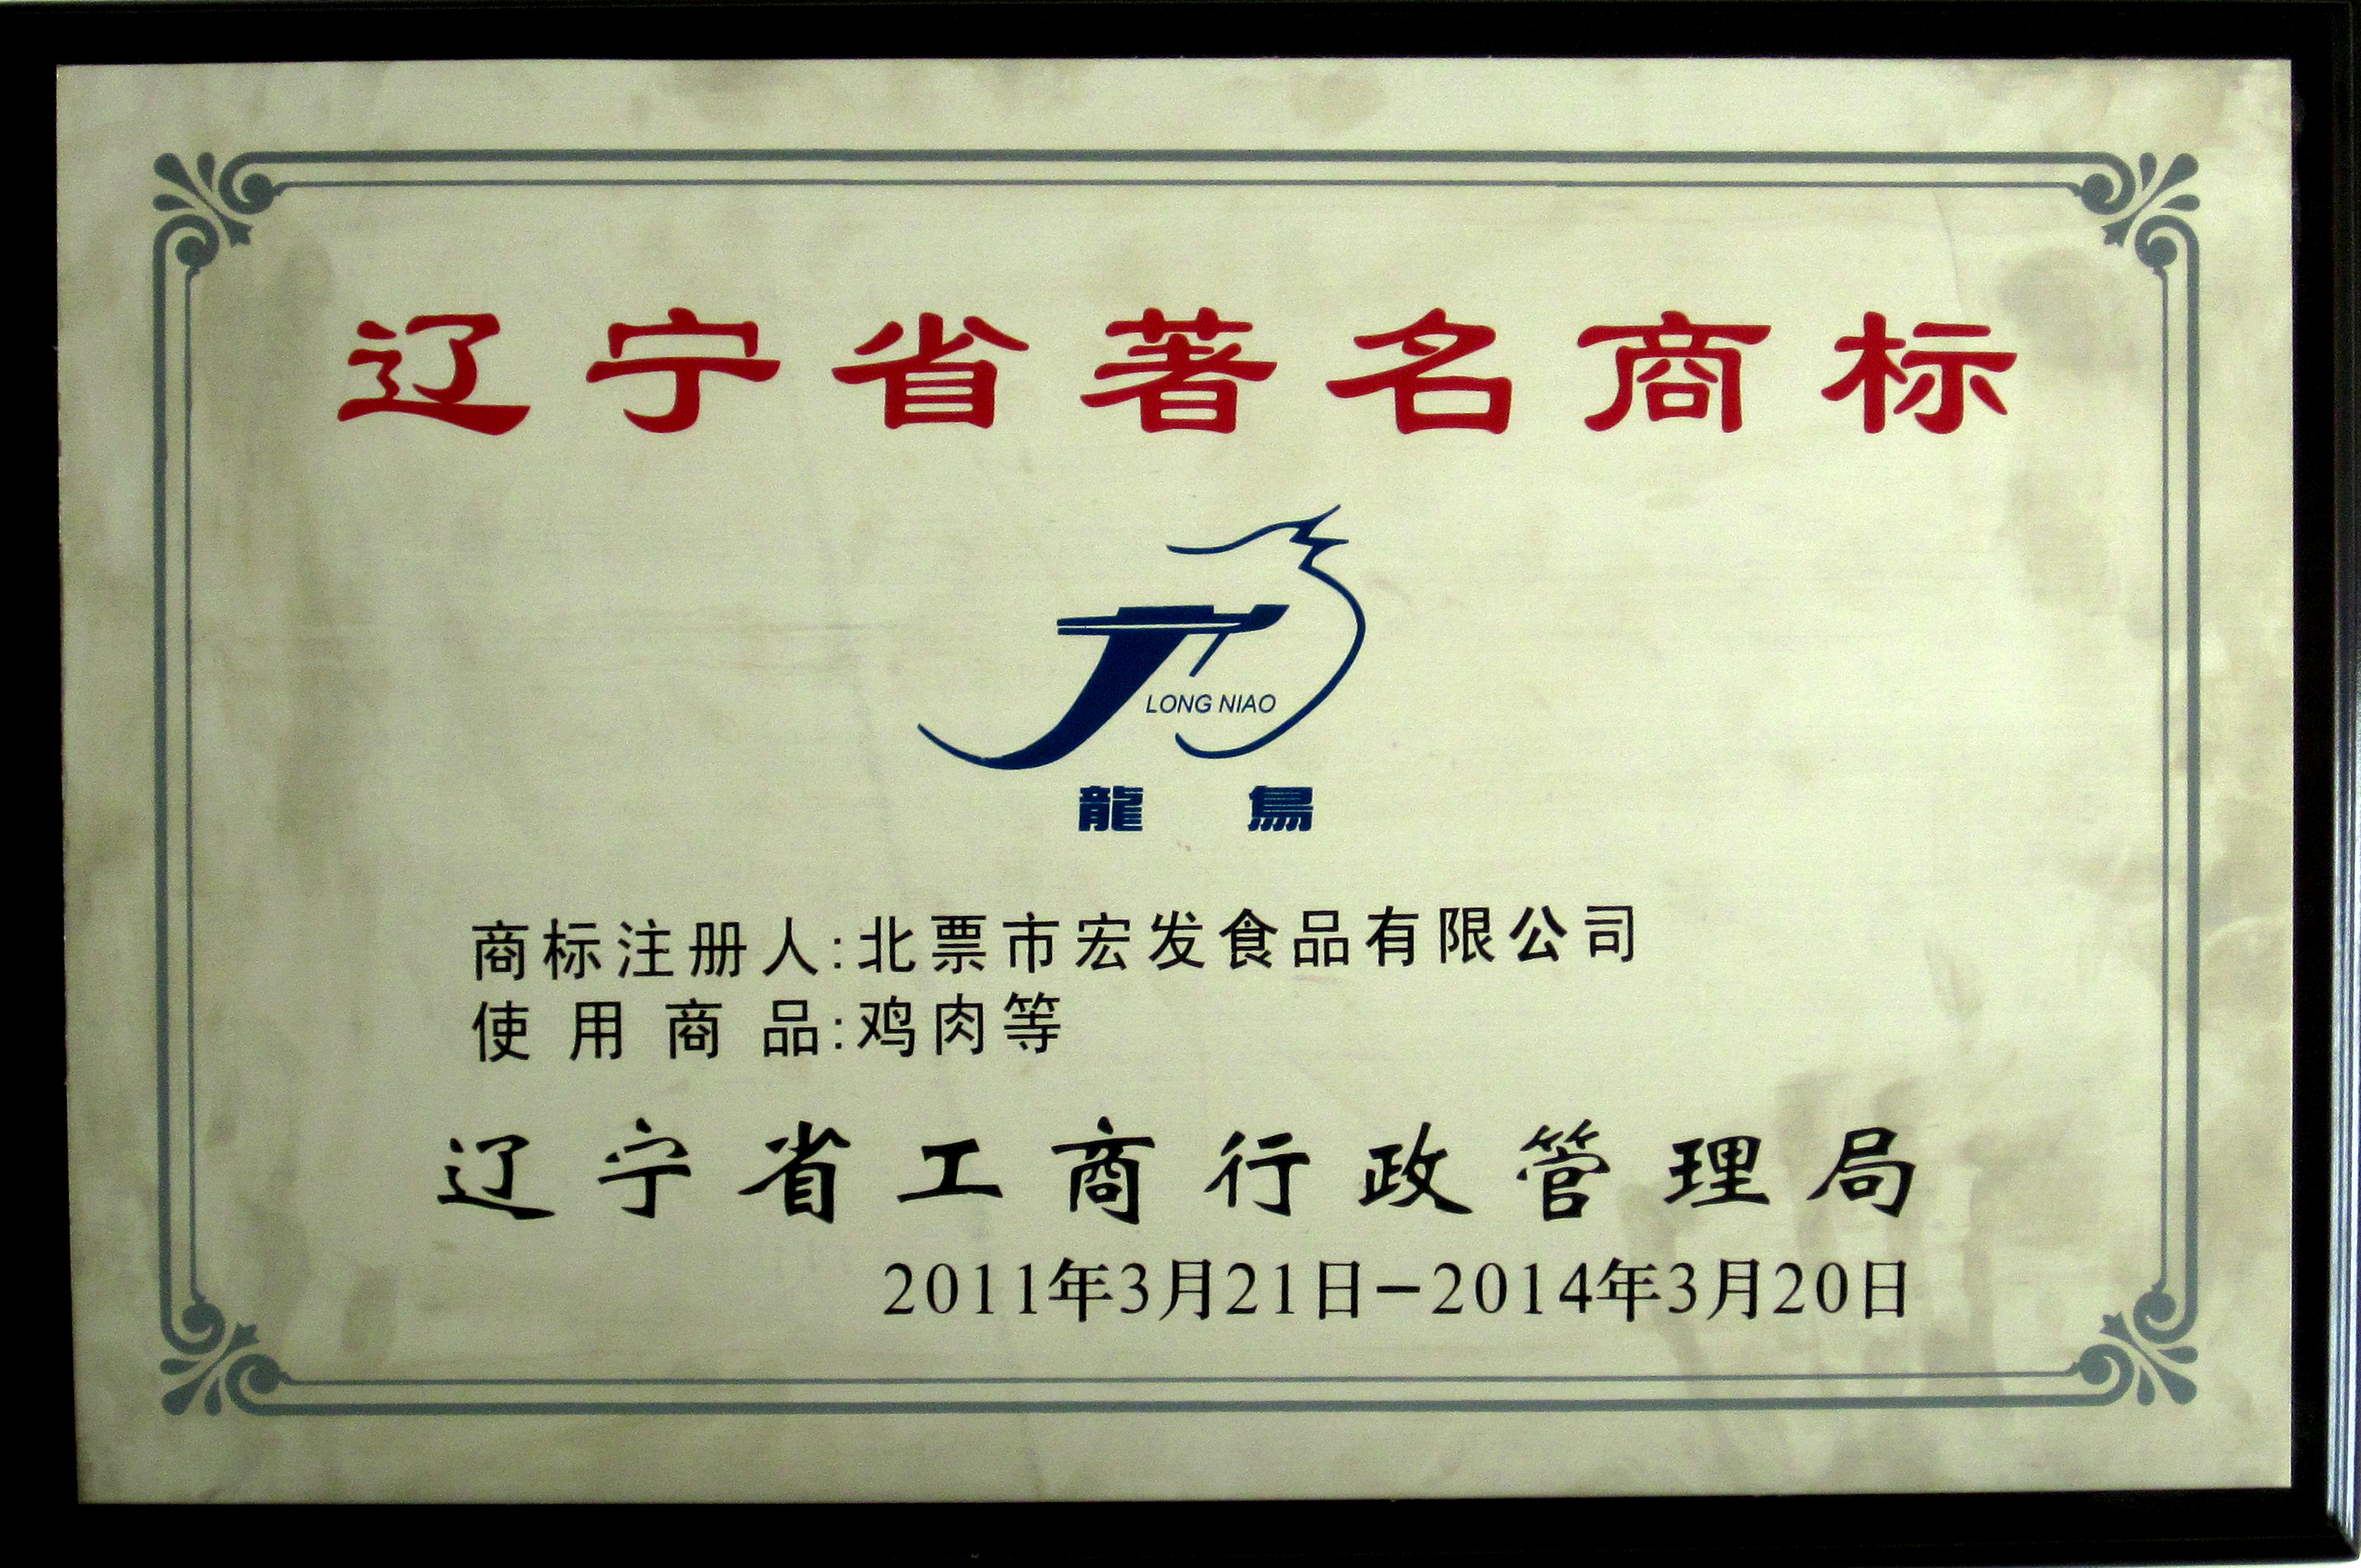 辽宁省著名商标
LONG NIAO
龍 鳥
商标注册人:北票市宏发食品有限公司
使用商品:鸡肉等
辽宁省工商行政管理局
2011年3月21日-2014年3月20日